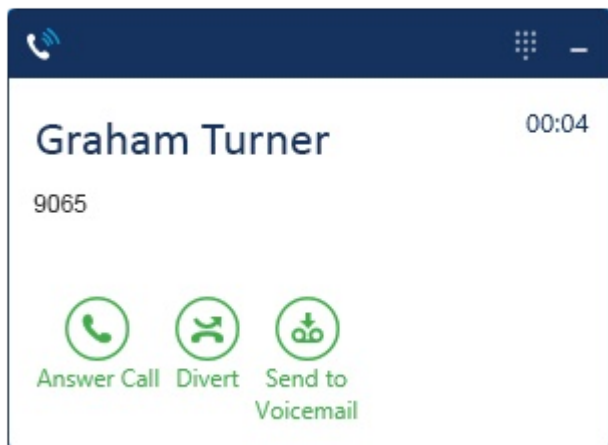 Graham Turner
00:04
9065
Answer Call
Divert
Send to
Voicemail